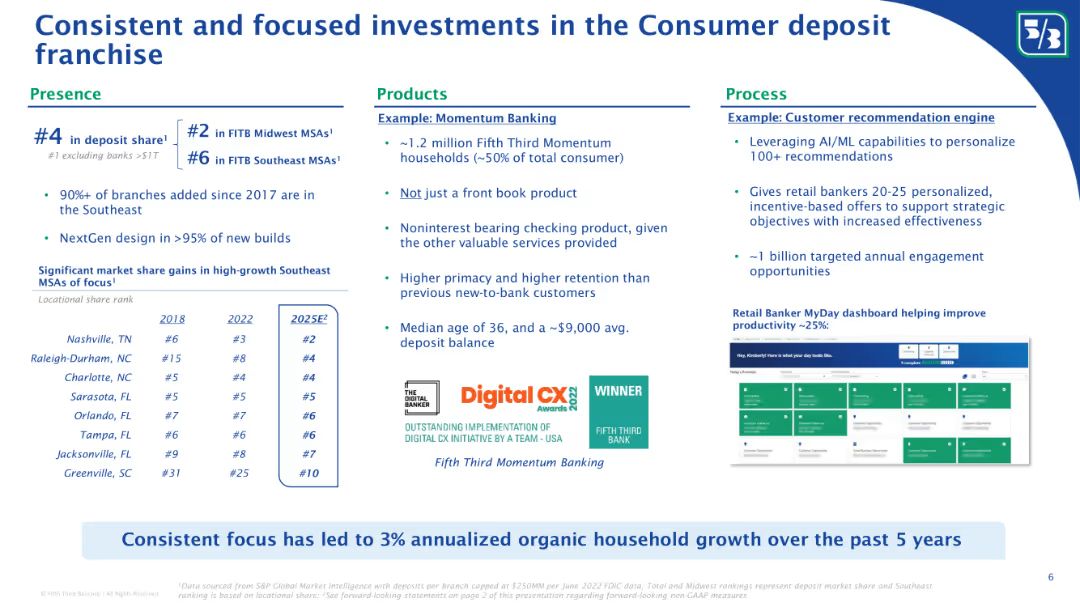 Consistent and focused investments in the Consumer deposit
franchise
5/3
Presence
#4 in deposit share¹
#1 excluding banks >$1T
#2 in FITB Midwest MSAs¹
#6 in FITB Southeast MSAs¹
• 90%+ of branches added since 2017 are in
the Southeast
• NextGen design in >95% of new builds
Significant market share gains in high-growth Southeast
MSAs of focus¹
Locational share rank
2018 2022 2025E²
Nashville, TN #6 #3 #2
Raleigh-Durham, NC #15 #8 #4
Charlotte, NC #5 #4 #4
Sarasota, FL #5 #5 #5
Orlando, FL #7 #7 #6
Tampa, FL #6 #6 #6
Jacksonville, FL #9 #8 #7
Greenville, SC #31 #25 #10
Products
Example: Momentum Banking
• ~1.2 million Fifth Third Momentum
households (~50% of total consumer)
• Not just a front book product
• Noninterest bearing checking product, given
the other valuable services provided
• Higher primacy and higher retention than
previous new-to-bank customers
• Median age of 36, and a ~$9,000 avg.
deposit balance
THE
DIGITAL
BANKER
Digital CX
Awards 2022
OUTSTANDING IMPLEMENTATION OF
DIGITAL CX INITIATIVE BY A TEAM - USA
WINNER
FIFTH THIRD
BANK
Fifth Third Momentum Banking
Process
Example: Customer recommendation engine
• Leveraging AI/ML capabilities to personalize
100+ recommendations
• Gives retail bankers 20-25 personalized,
incentive-based offers to support strategic
objectives with increased effectiveness
• ~1 billion targeted annual engagement
opportunities
Retail Banker MyDay dashboard helping improve
productivity ~25%:
Hey, Kimberly! Here is what your day looks like.
Consistent focus has led to 3% annualized organic household growth over the past 5 years
¹Data sourced from S&P Global Market Intelligence with deposits per branch capped at $250MM per June 2022 FDIC data, Total and Midwest rankings represent deposit market share and Southeast
ranking is based on locational share; ²See forward-looking statements on page 2 of this presentation regarding forward-looking non-GAAP measures
© Fifth Third Bancorp | All Rights Reserved
6